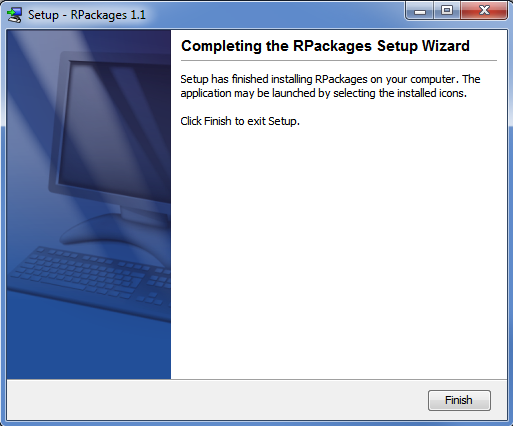 Setup - RPackages 1.1
Completing the RPackages Setup Wizard
Setup has finished installing RPackages on your computer. The
application may be launched by selecting the installed icons.
Click Finish to exit Setup.
Finish